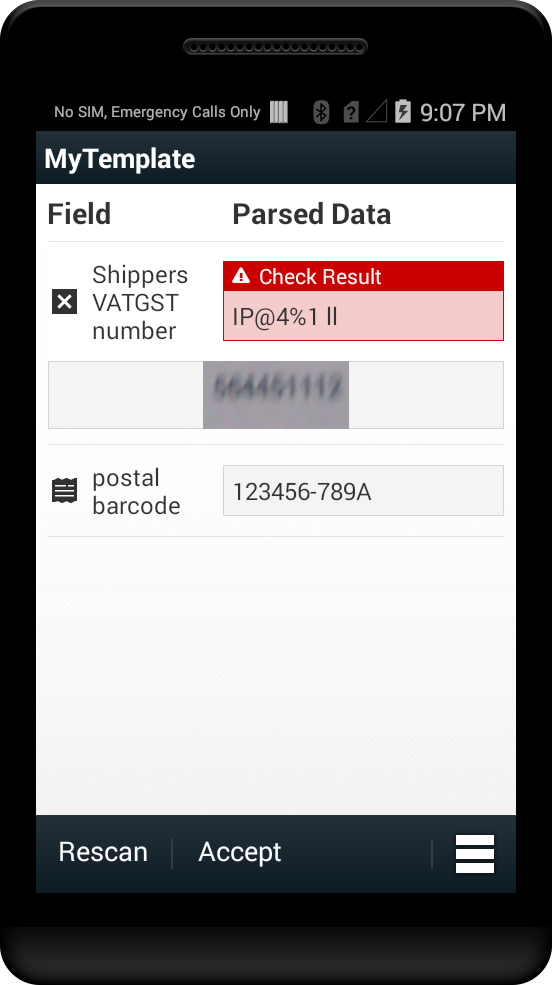 No SIM, Emergency Calls Only 9:07 PM
MyTemplate
Field Parsed Data
Shippers
VATGST
number
Check Result
IP@4%1 ll
564451112
postal
barcode
123456-789A
Rescan Accept